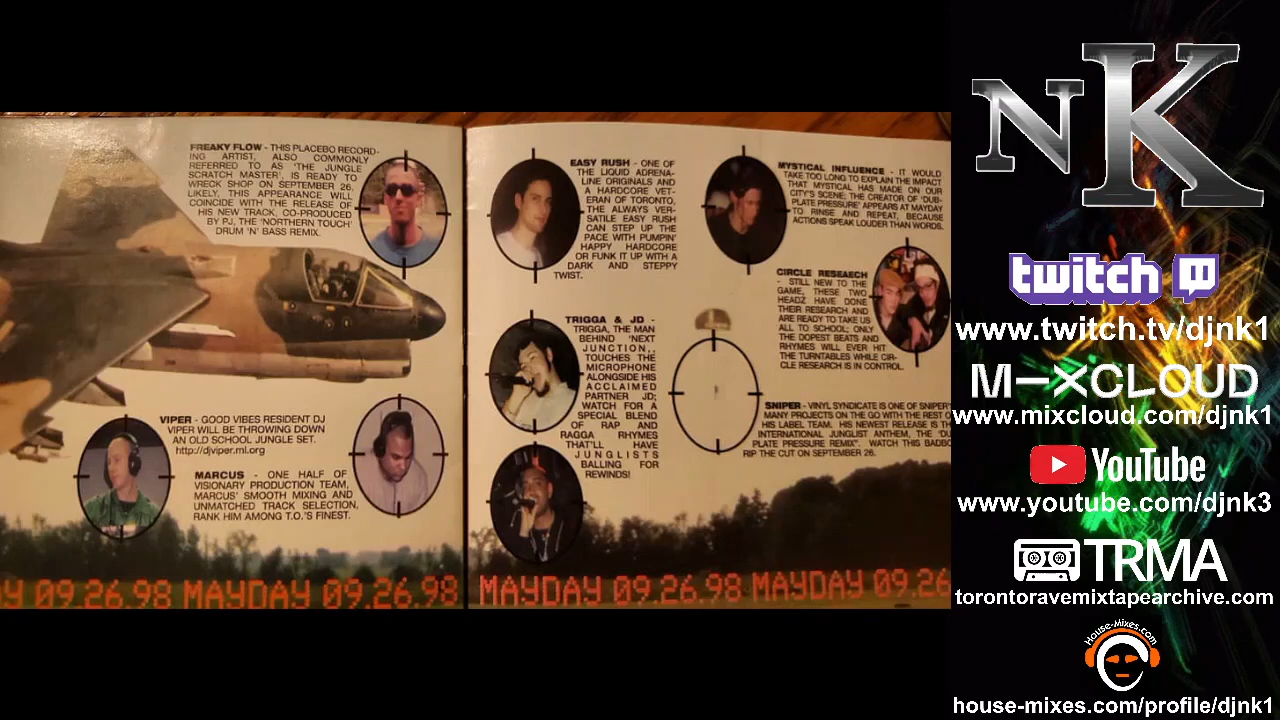 FREAKY FLOW - THIS PLACEBO RECORD-
ING ARTIST, ALSO COMMONLY
REFERRED TO AS 'THE JUNGLE
SCRATCH MASTER', IS READY TO
WRECK SHOP ON SEPTEMBER 26.
LIKELY, THIS APPEARANCE WILL
COINCIDE WITH THE RELEASE OF
HIS NEW TRACK, CO-PRODUCED
BY PJ, THE 'NORTHERN TOUCH'
DRUM 'N' BASS REMIX.
VIPER - GOOD VIBES RESIDENT DJ
VIPER WILL BE THROWING DOWN
AN OLD SCHOOL JUNGLE SET.
http://djviper.ml.org
MARCUS - ONE HALF OF
VISIONARY PRODUCTION TEAM,
MARCUS' SMOOTH MIXING AND
UNMATCHED TRACK SELECTION,
RANK HIM AMONG T.O.'S FINEST.
EASY RUSH - ONE OF
THE LIQUID ADRENA-
LINE ORIGINALS AND
A HARDCORE VET-
ERAN OF TORONTO,
THE ALWAYS VER-
SATILE EASY RUSH
CAN STEP UP THE
PACE WITH PUMPIN'
HAPPY HARDCORE
OR FUNK IT UP WITH A
DARK AND STEPPY
TWIST.
TRIGGA & JD -
TRIGGA, THE MAN
BEHIND 'NEXT
JUNCTION,,
TOUCHES THE
MICROPHONE
ALONGSIDE HIS
ACCLAIMED
PARTNER JD;
WATCH FOR A
SPECIAL BLEND
OF RAP AND
RAGGA RHYMES
THAT'LL HAVE
JUNGLISTS
BALLING FOR
REWINDS!
MYSTICAL INFLUENCE - IT WOULD
TAKE TOO LONG TO EXPLAIN THE IMPACT
THAT MYSTICAL HAS MADE ON OUR
CITY'S SCENE; THE CREATOR OF 'DUB-
PLATE PRESSURE' APPEARS AT MAYDAY
TO RINSE AND REPEAT, BECAUSE
ACTIONS SPEAK LOUDER THAN WORDS.
CIRCLE RESEAECH
- STILL NEW TO THE
GAME, THESE TWO
HEADZ HAVE DONE
THEIR RESEARCH AND
ARE READY TO TAKE US
ALL TO SCHOOL; ONLY
THE DOPEST BEATS AND
RHYMES WILL EVER HIT
THE TURNTABLES WHILE CIR-
CLE RESEARCH IS IN CONTROL.
SNIPER - VINYL SYNDICATE IS ONE OF SNIPER'
MANY PROJECTS ON THE GO WITH THE REST O
HIS LABEL TEAM. HIS NEWEST RELEASE IS TH
INTERNATIONAL JUNGLIST ANTHEM, THE "DU
PLATE PRESSURE REMIX". WATCH THIS BADBO
RIP THE CUT ON SEPTEMBER 26.
AY 09.26.98 MAYDAY 09.26.98
MAYDAY 09.26.98 MAYDAY 09.26
NK
twitch
www.twitch.tv/djnk1
MIXCLOUD
www.mixcloud.com/djnk1
YouTube
www.youtube.com/djnk3
TRMA
torontoravemixtapearchive.com
House-Mixes.com
house-mixes.com/profile/djnk1